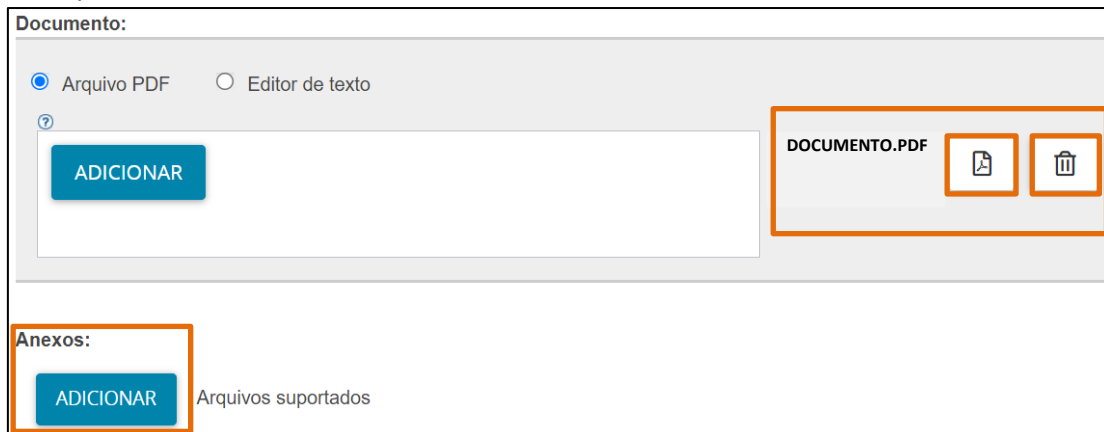 Documento:
Arquivo PDF Editor de texto
?
ADICIONAR
DOCUMENTO.PDF
Anexos:
ADICIONAR Arquivos suportados